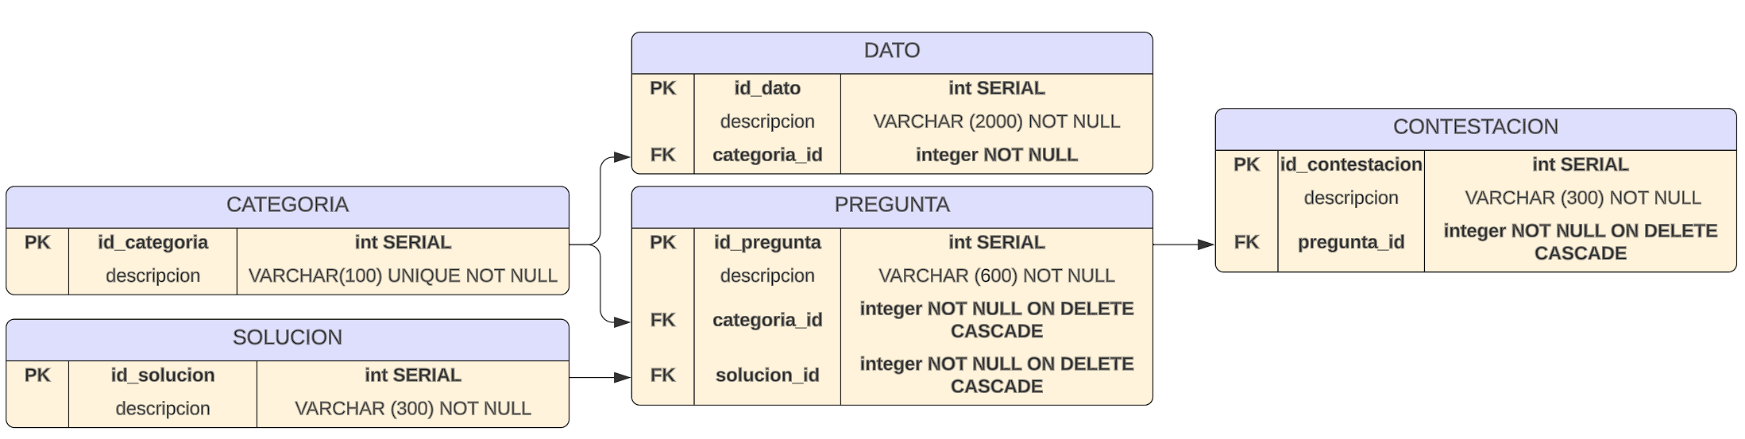 DATO
PK id_dato int SERIAL
descripcion VARCHAR (2000) NOT NULL
FK categoria_id integer NOT NULL
CATEGORIA
PK id_categoria int SERIAL
descripcion VARCHAR(100) UNIQUE NOT NULL
SOLUCION
PK id_solucion int SERIAL
descripcion VARCHAR (300) NOT NULL
PREGUNTA
PK id_pregunta int SERIAL
descripcion VARCHAR (600) NOT NULL
FK categoria_id integer NOT NULL ON DELETE
CASCADE
FK solucion_id integer NOT NULL ON DELETE
CASCADE
CONTESTACION
PK id_contestacion int SERIAL
descripcion VARCHAR (300) NOT NULL
FK pregunta_id integer NOT NULL ON DELETE
CASCADE